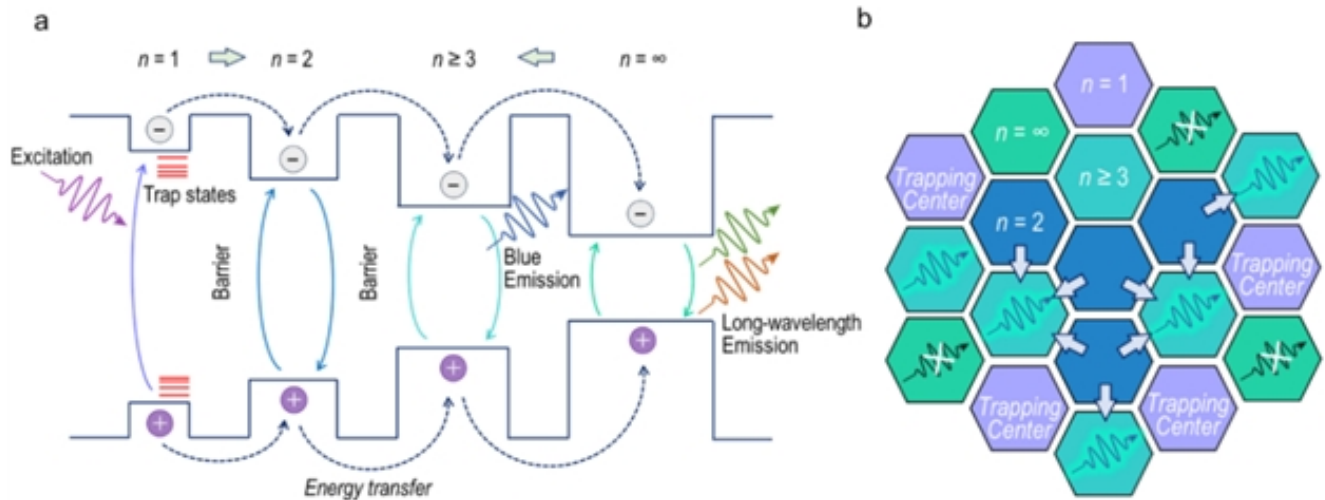 a
n = 1
n = 2
n ≥ 3
n = ∞
Excitation
Trap states
Barrier
Barrier
Blue
Emission
Long-wavelength
Emission
Energy transfer
b
n = 1
n = ∞
Trapping
Center
n ≥ 3
n = 2
Trapping
Center
Trapping
Center
Trapping
Center